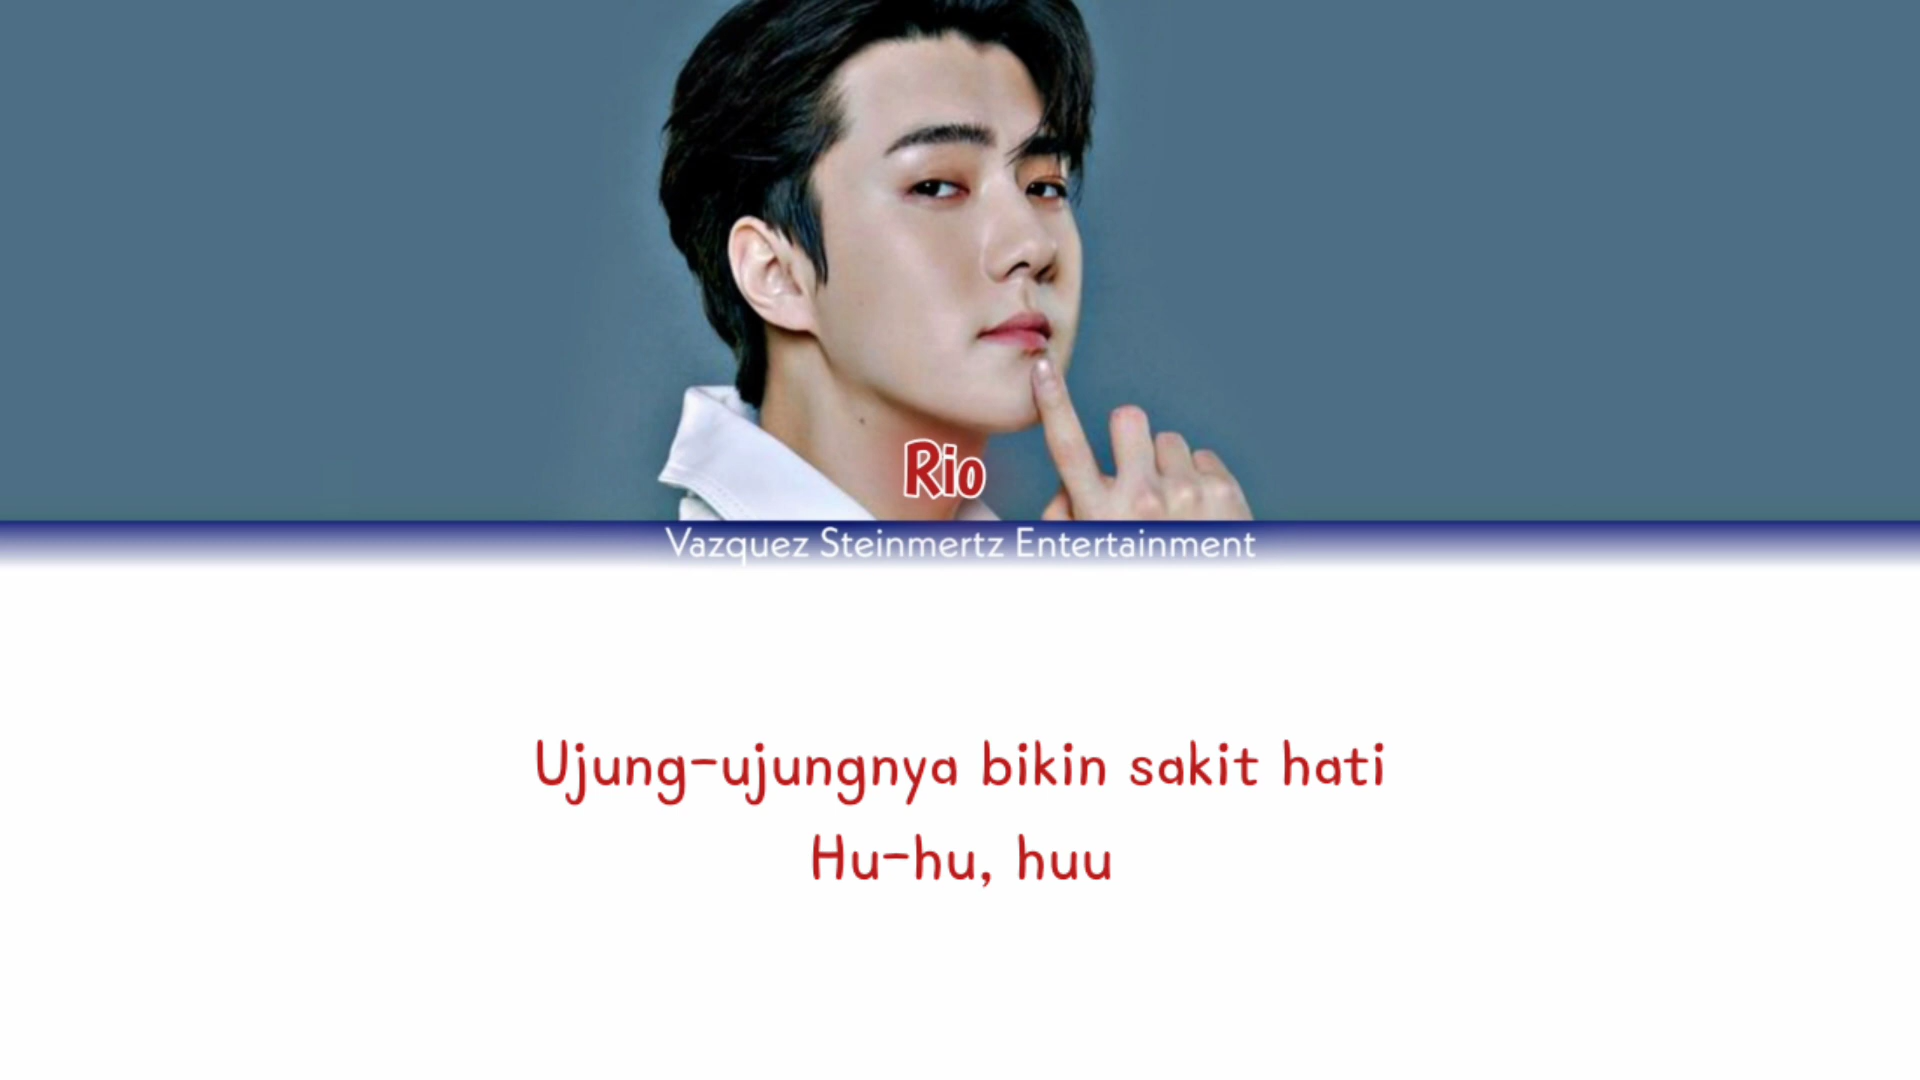 Rio
Vazquez Steinmertz Entertainment
Ujung-ujungnya bikin sakit hati
Hu-hu, huu